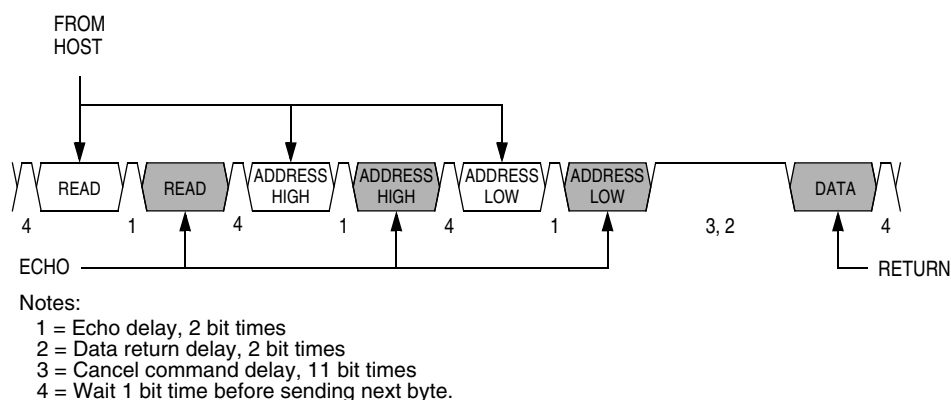 FROM
HOST
READ
READ
ADDRESS
HIGH
ADDRESS
HIGH
ADDRESS
LOW
ADDRESS
LOW
DATA
4
1
4
1
4
1
3, 2
4
ECHO
RETURN
Notes:
1 = Echo delay, 2 bit times
2 = Data return delay, 2 bit times
3 = Cancel command delay, 11 bit times
4 = Wait 1 bit time before sending next byte.